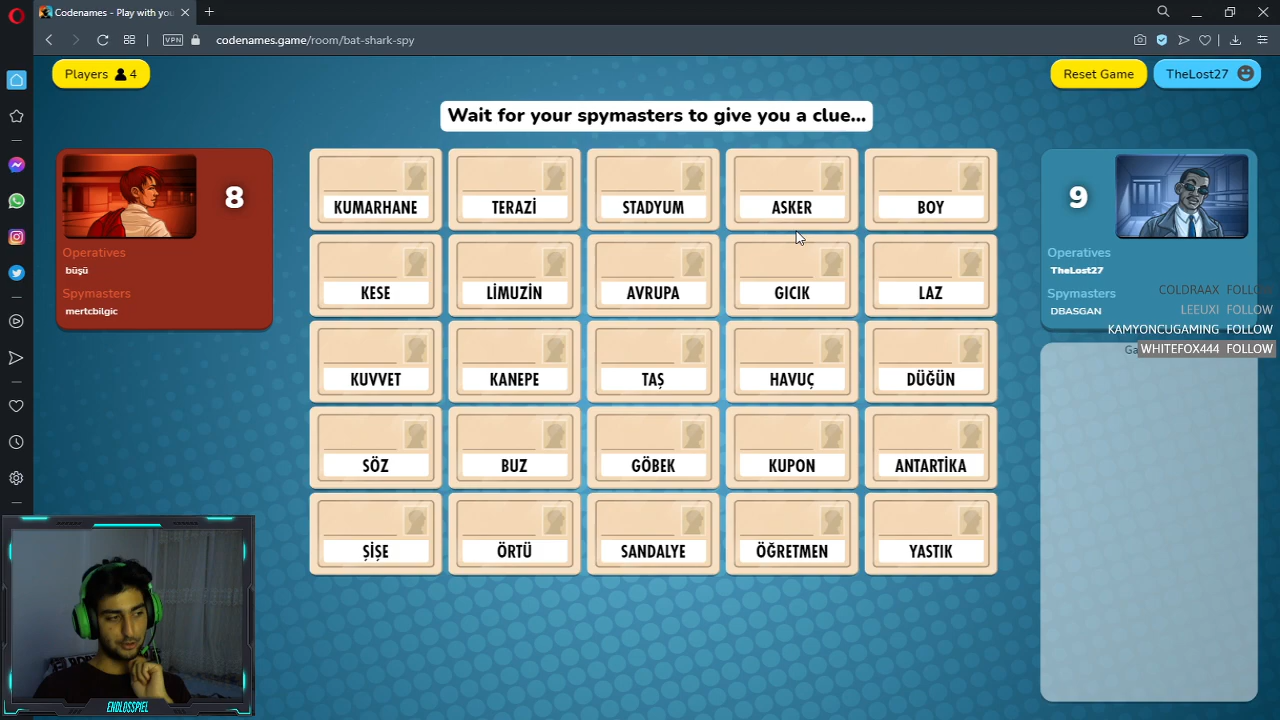 Codenames - Play with you
VPN
codenames.game/room/bat-shark-spy
Players 4
Reset Game
TheLost27
Wait for your spymasters to give you a clue...
8
Operatives
büşü
Spymasters
mertcbilgic
9
Operatives
TheLost27
Spymasters
DBASGAN
COLDRAAX FOLLOW
LEEUXI FOLLOW
KAMYONCUGAMING FOLLOW
WHITEFOX444 FOLLOW
KUMARHANE
TERAZİ
STADYUM
ASKER
BOY
KESE
LİMUZİN
AVRUPA
GICIK
LAZ
KUVVET
KANEPE
TAŞ
HAVUÇ
DÜĞÜN
SÖZ
BUZ
GÖBEK
KUPON
ANTARTİKA
ŞİŞE
ÖRTÜ
SANDALYE
ÖĞRETMEN
YASTIK
ENDLOSSPIEL